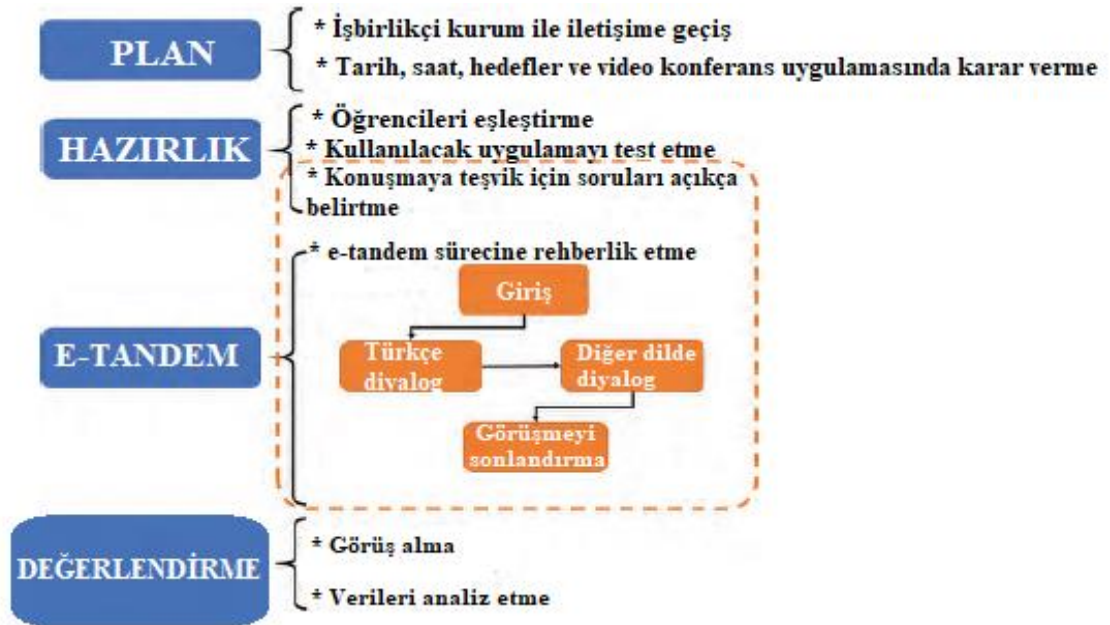 PLAN
* İşbirlikçi kurum ile iletişime geçiş
* Tarih, saat, hedefler ve video konferans uygulamasında karar verme
HAZIRLIK
* Öğrencileri eşleştirme
* Kullanılacak uygulamayı test etme
* Konuşmaya teşvik için soruları açıkça
belirtme
E-TANDEM
* e-tandem sürecine rehberlik etme
Giriş
Türkçe
diyalog
Diğer dilde
diyalog
Görüşmeyi
sonlandırma
DEĞERLENDİRME
* Görüş alma
* Verileri analiz etme